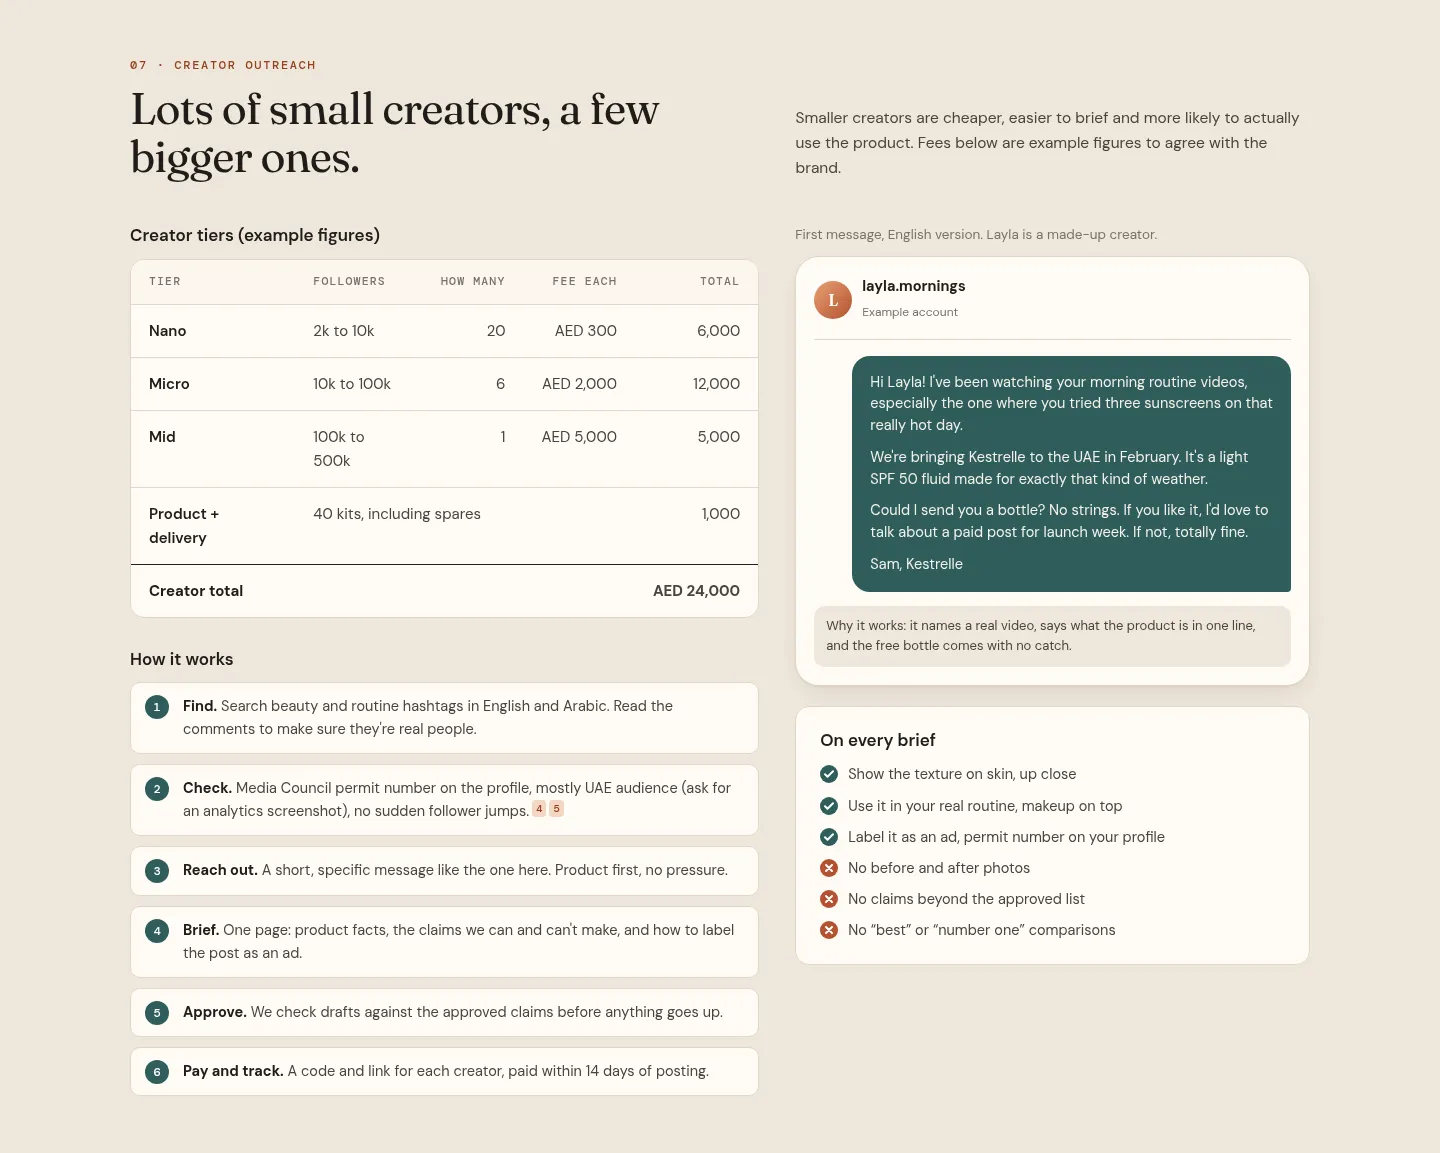 07 · CREATOR OUTREACH
Lots of small creators, a few
bigger ones.
Smaller creators are cheaper, easier to brief and more likely to actually
use the product. Fees below are example figures to agree with the
brand.
Creator tiers (example figures)
TIER FOLLOWERS HOW MANY FEE EACH TOTAL
Nano 2k to 10k 20 AED 300 6,000
Micro 10k to 100k 6 AED 2,000 12,000
Mid 100k to 1 AED 5,000 5,000
500k
Product + 40 kits, including spares 1,000
delivery
Creator total AED 24,000
How it works
1 Find. Search beauty and routine hashtags in English and Arabic. Read the
comments to make sure they're real people.
2 Check. Media Council permit number on the profile, mostly UAE audience (ask for
an analytics screenshot), no sudden follower jumps. 4 5
3 Reach out. A short, specific message like the one here. Product first, no pressure.
4 Brief. One page: product facts, the claims we can and can't make, and how to label
the post as an ad.
5 Approve. We check drafts against the approved claims before anything goes up.
6 Pay and track. A code and link for each creator, paid within 14 days of posting.
First message, English version. Layla is a made-up creator.
L
layla.mornings
Example account
Hi Layla! I've been watching your morning routine videos,
especially the one where you tried three sunscreens on that
really hot day.
We're bringing Kestrelle to the UAE in February. It's a light
SPF 50 fluid made for exactly that kind of weather.
Could I send you a bottle? No strings. If you like it, I'd love to
talk about a paid post for launch week. If not, totally fine.
Sam, Kestrelle
Why it works: it names a real video, says what the product is in one line,
and the free bottle comes with no catch.
On every brief
Show the texture on skin, up close
Use it in your real routine, makeup on top
Label it as an ad, permit number on your profile
No before and after photos
No claims beyond the approved list
No “best” or “number one” comparisons